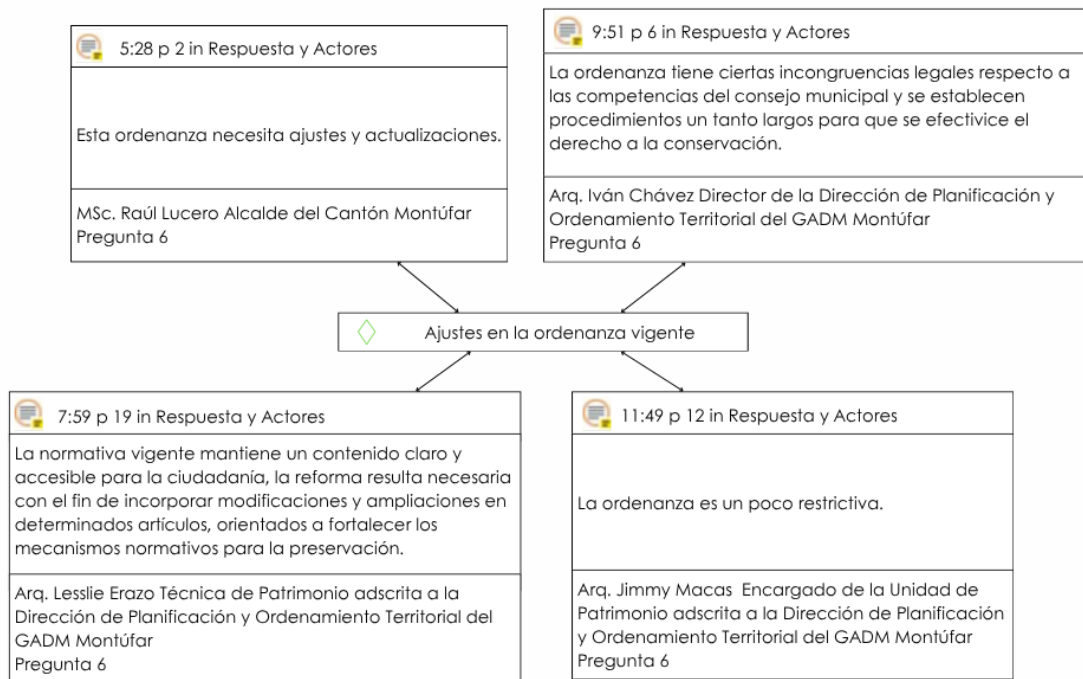 5:28 p 2 in Respuesta y Actores
Esta ordenanza necesita ajustes y actualizaciones.
MSc. Raúl Lucero Alcalde del Cantón Montúfar
Pregunta 6
9:51 p 6 in Respuesta y Actores
La ordenanza tiene ciertas incongruencias legales respecto a
las competencias del consejo municipal y se establecen
procedimientos un tanto largos para que se efectivice el
derecho a la conservación.
Arq. Iván Chávez Director de la Dirección de Planificación y
Ordenamiento Territorial del GADM Montúfar
Pregunta 6
Ajustes en la ordenanza vigente
7:59 p 19 in Respuesta y Actores
La normativa vigente mantiene un contenido claro y
accesible para la ciudadanía, la reforma resulta necesaria
con el fin de incorporar modificaciones y ampliaciones en
determinados artículos, orientados a fortalecer los
mecanismos normativos para la preservación.
Arq. Lesslie Erazo Técnica de Patrimonio adscrita a la
Dirección de Planificación y Ordenamiento Territorial del
GADM Montúfar
Pregunta 6
11:49 p 12 in Respuesta y Actores
La ordenanza es un poco restrictiva.
Arq. Jimmy Macas Encargado de la Unidad de
Patrimonio adscrita a la Dirección de Planificación
y Ordenamiento Territorial del GADM Montúfar
Pregunta 6